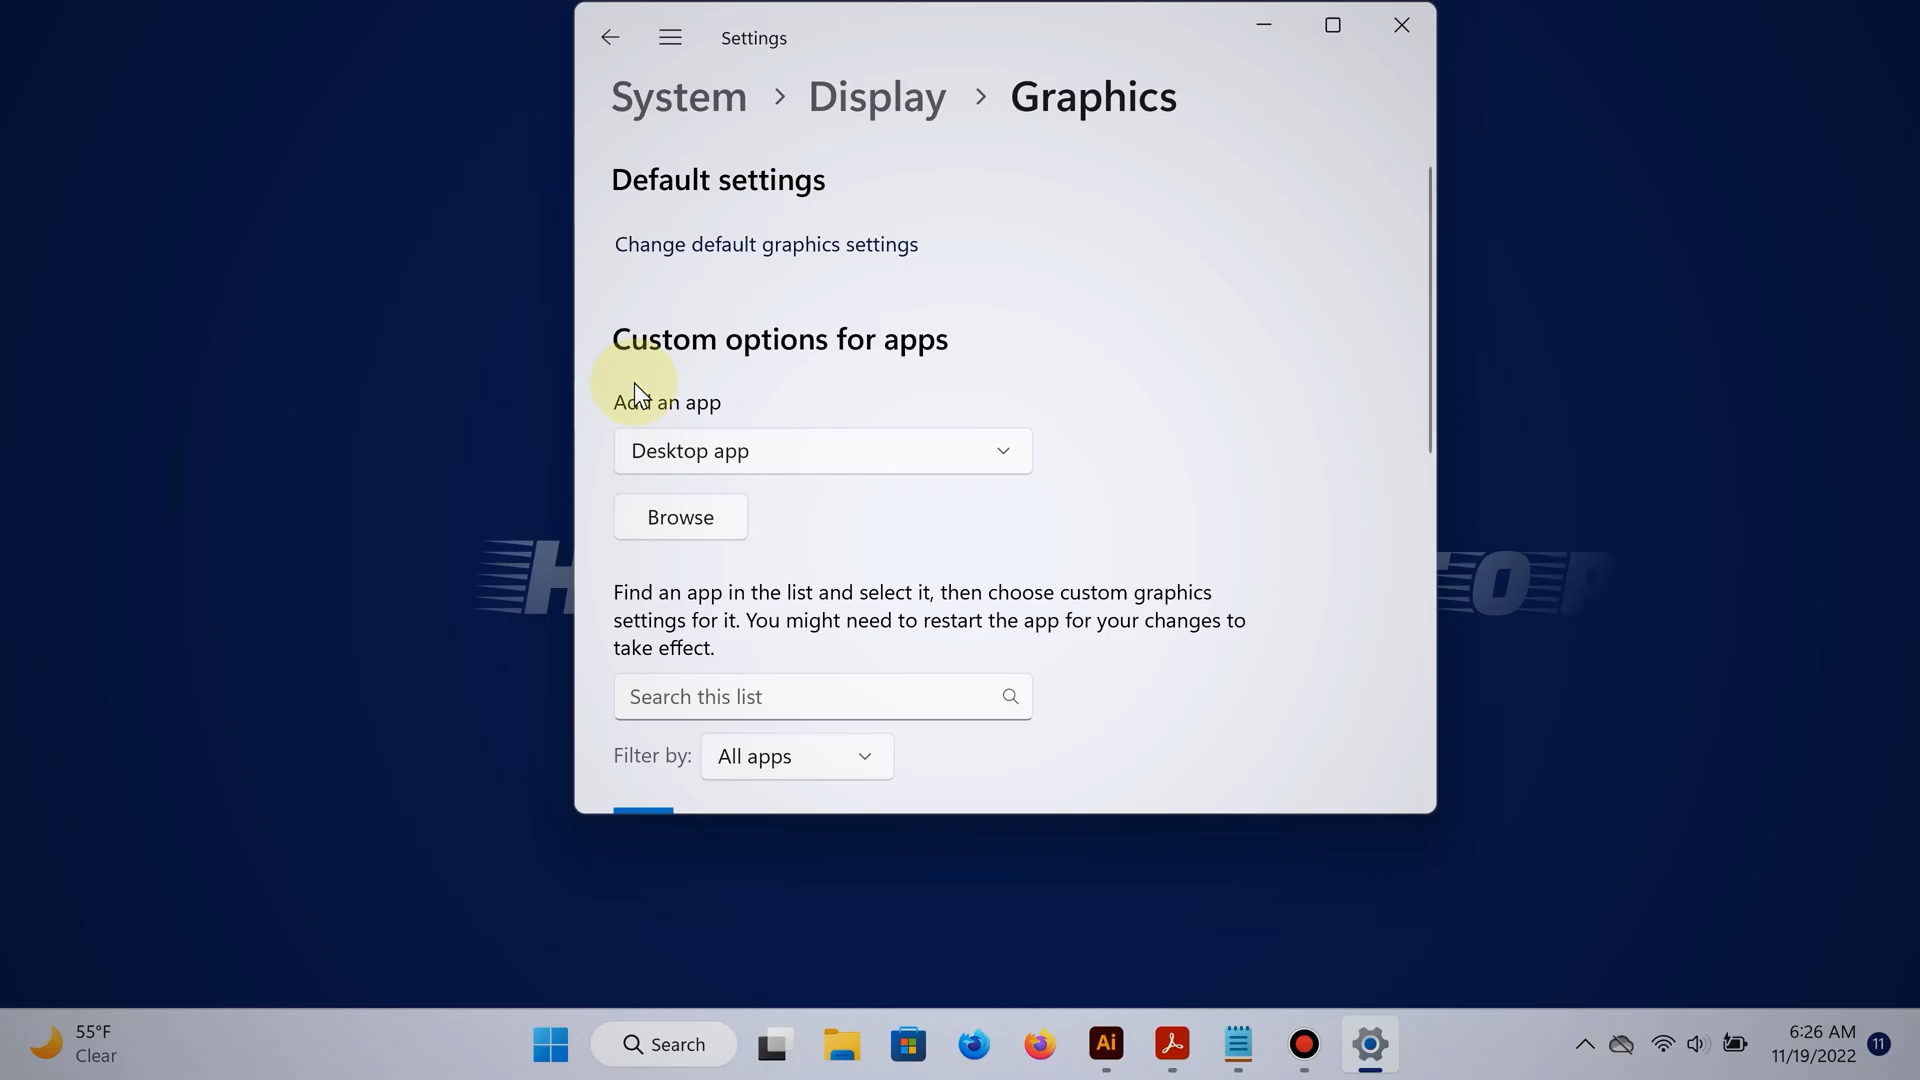 Settings
System > Display > Graphics
Default settings
Change default graphics settings
Custom options for apps
Add an app
Desktop app
Browse
Find an app in the list and select it, then choose custom graphics
settings for it. You might need to restart the app for your changes to
take effect.
Search this list
Filter by: All apps
55°F
Clear
Search
Ai
6:26 AM
11/19/2022
11